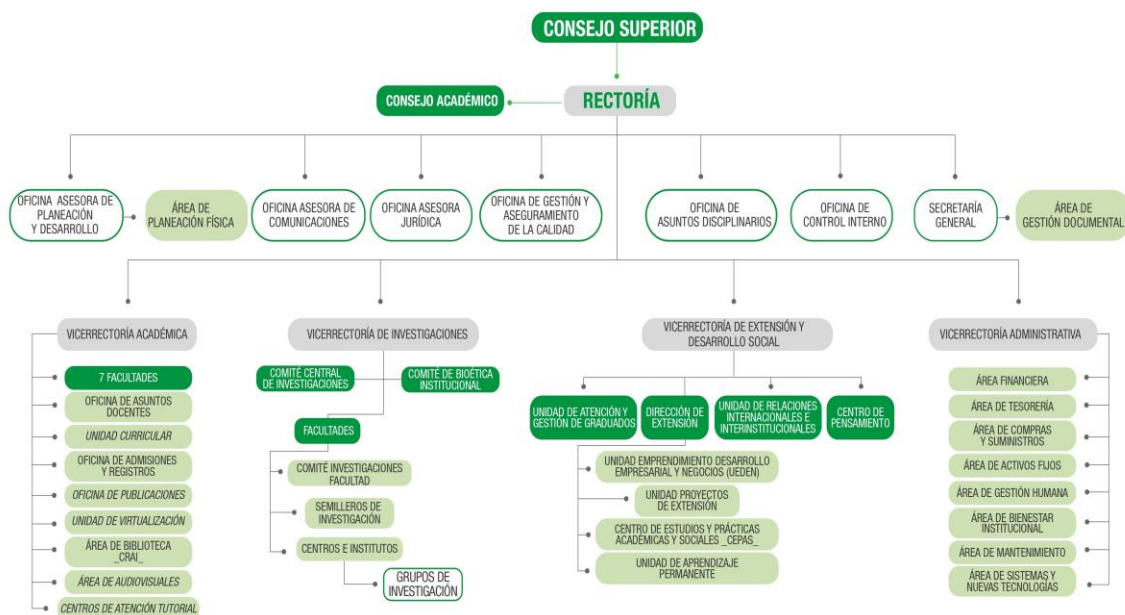 CONSEJO SUPERIOR
CONSEJO ACADÉMICO
RECTORÍA
OFICINA ASESORA DE
PLANEACIÓN
Y DESARROLLO
ÁREA DE
PLANEACIÓN FÍSICA
OFICINA ASESORA DE
COMUNICACIONES
OFICINA ASESORA
JURÍDICA
OFICINA DE GESTIÓN Y
ASEGURAMIENTO
DE LA CALIDAD
OFICINA DE
ASUNTOS DISCIPLINARIOS
OFICINA DE
CONTROL INTERNO
SECRETARÍA
GENERAL
ÁREA DE
GESTIÓN DOCUMENTAL
VICERRECTORÍA ACADÉMICA
7 FACULTADES
OFICINA DE ASUNTOS
DOCENTES
UNIDAD CURRICULAR
OFICINA DE ADMISIONES
Y REGISTROS
OFICINA DE PUBLICACIONES
UNIDAD DE VIRTUALIZACIÓN
ÁREA DE BIBLIOTECA
_CRAI_
ÁREA DE AUDIOVISUALES
CENTROS DE ATENCIÓN TUTORIAL
VICERRECTORÍA DE INVESTIGACIONES
COMITÉ CENTRAL
DE INVESTIGACIONES
COMITÉ DE BIOÉTICA
INSTITUCIONAL
FACULTADES
COMITÉ INVESTIGACIONES
FACULTAD
SEMILLEROS DE
INVESTIGACIÓN
CENTROS E INSTITUTOS
GRUPOS DE
INVESTIGACIÓN
VICERRECTORÍA DE EXTENSIÓN Y
DESARROLLO SOCIAL
UNIDAD DE ATENCIÓN Y
GESTIÓN DE GRADUADOS
DIRECCIÓN DE
EXTENSIÓN
UNIDAD DE RELACIONES
INTERNACIONALES E
INTERINSTITUCIONALES
CENTRO DE
PENSAMIENTO
UNIDAD EMPRENDIMIENTO DESARROLLO
EMPRESARIAL Y NEGOCIOS (UEDEN)
UNIDAD PROYECTOS
DE EXTENSIÓN
CENTRO DE ESTUDIOS Y PRÁCTICAS
ACADÉMICAS Y SOCIALES _CEPAS_
UNIDAD DE APRENDIZAJE
PERMANENTE
VICERRECTORÍA ADMINISTRATIVA
ÁREA FINANCIERA
ÁREA DE TESORERÍA
ÁREA DE COMPRAS
Y SUMINISTROS
ÁREA DE ACTIVOS FIJOS
ÁREA DE GESTIÓN HUMANA
ÁREA DE BIENESTAR
INSTITUCIONAL
ÁREA DE MANTENIMIENTO
ÁREA DE SISTEMAS Y
NUEVAS TECNOLOGÍAS